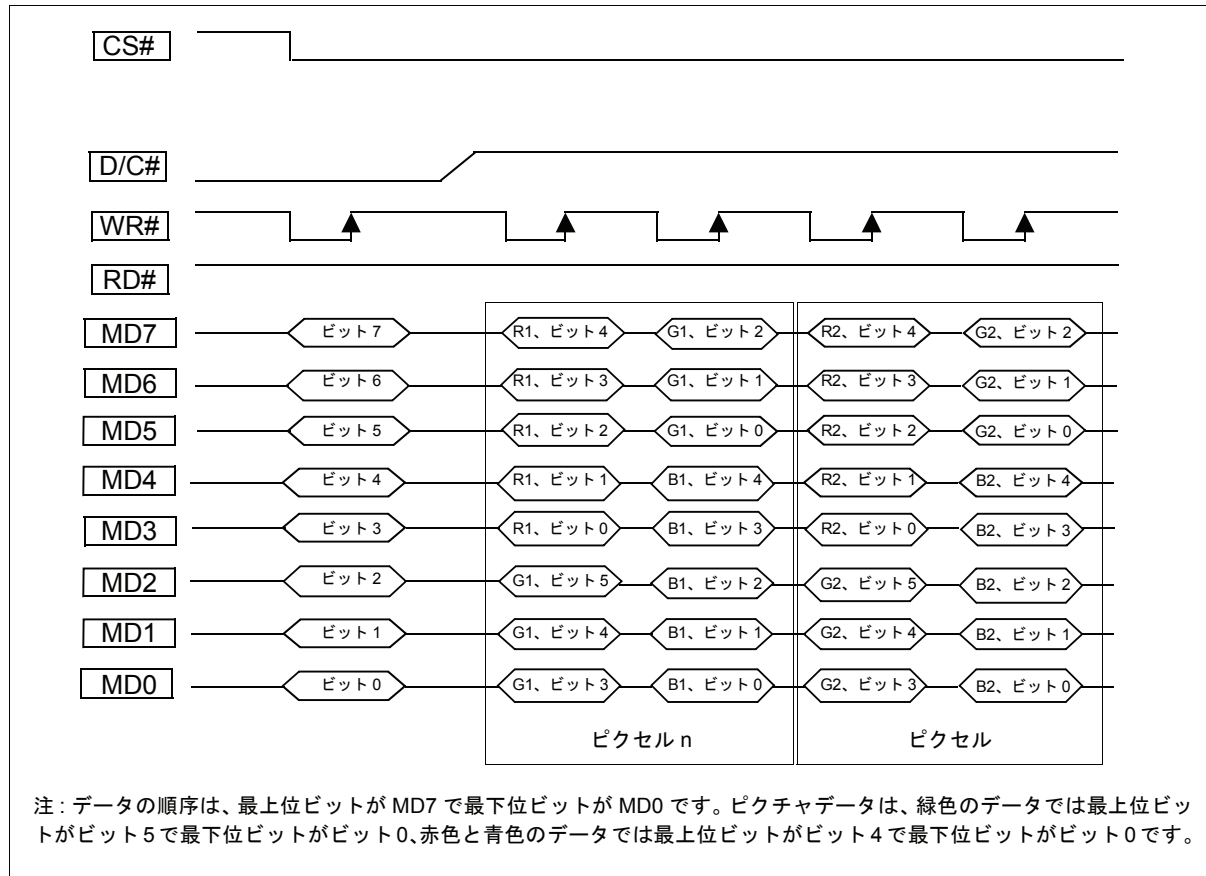 CS#
D/C#
WR#
RD#
MD7 ビット 7 R1、ビット 4 G1、ビット 2 R2、ビット 4 G2、ビット 2
MD6 ビット 6 R1、ビット 3 G1、ビット 1 R2、ビット 3 G2、ビット 1
MD5 ビット 5 R1、ビット 2 G1、ビット 0 R2、ビット 2 G2、ビット 0
MD4 ビット 4 R1、ビット 1 B1、ビット 4 R2、ビット 1 B2、ビット 4
MD3 ビット 3 R1、ビット 0 B1、ビット 3 R2、ビット 0 B2、ビット 3
MD2 ビット 2 G1、ビット 5 B1、ビット 2 G2、ビット 5 B2、ビット 2
MD1 ビット 1 G1、ビット 4 B1、ビット 1 G2、ビット 4 B2、ビット 1
MD0 ビット 0 G1、ビット 3 B1、ビット 0 G2、ビット 3 B2、ビット 0
ピクセル n ピクセル
注 : データの順序は、最上位ビットが MD7 で最下位ビットが MD0 です。ピクチャデータは、緑色のデータでは最上位ビッ
トがビット 5 で最下位ビットがビット 0、赤色と青色のデータでは最上位ビットがビット 4 で最下位ビットがビット 0 です。